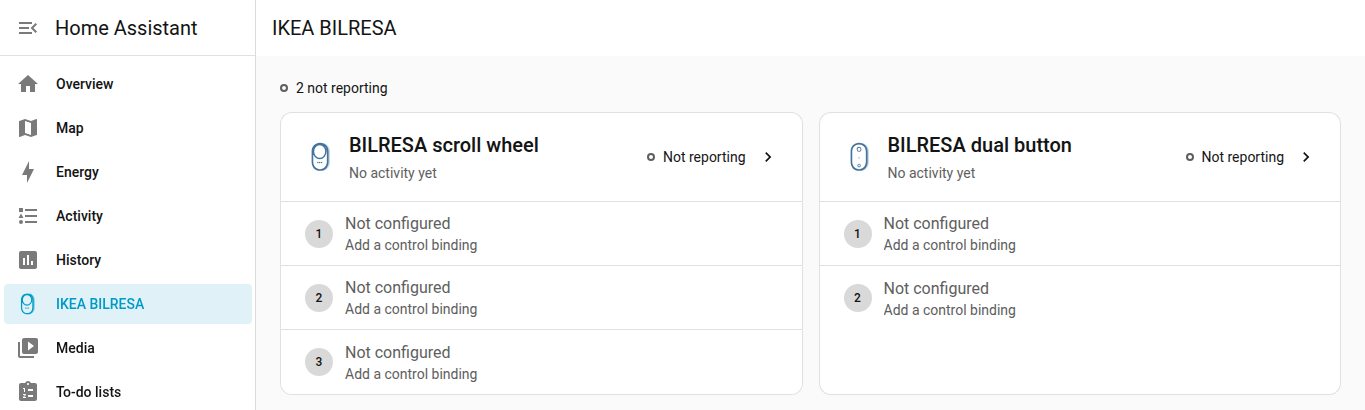 Home Assistant
IKEA BILRESA
Overview
Map
Energy
Activity
History
IKEA BILRESA
Media
To-do lists
2 not reporting
BILRESA scroll wheel
No activity yet
Not reporting
1
Not configured
Add a control binding
2
Not configured
Add a control binding
3
Not configured
Add a control binding
BILRESA dual button
No activity yet
Not reporting
1
Not configured
Add a control binding
2
Not configured
Add a control binding